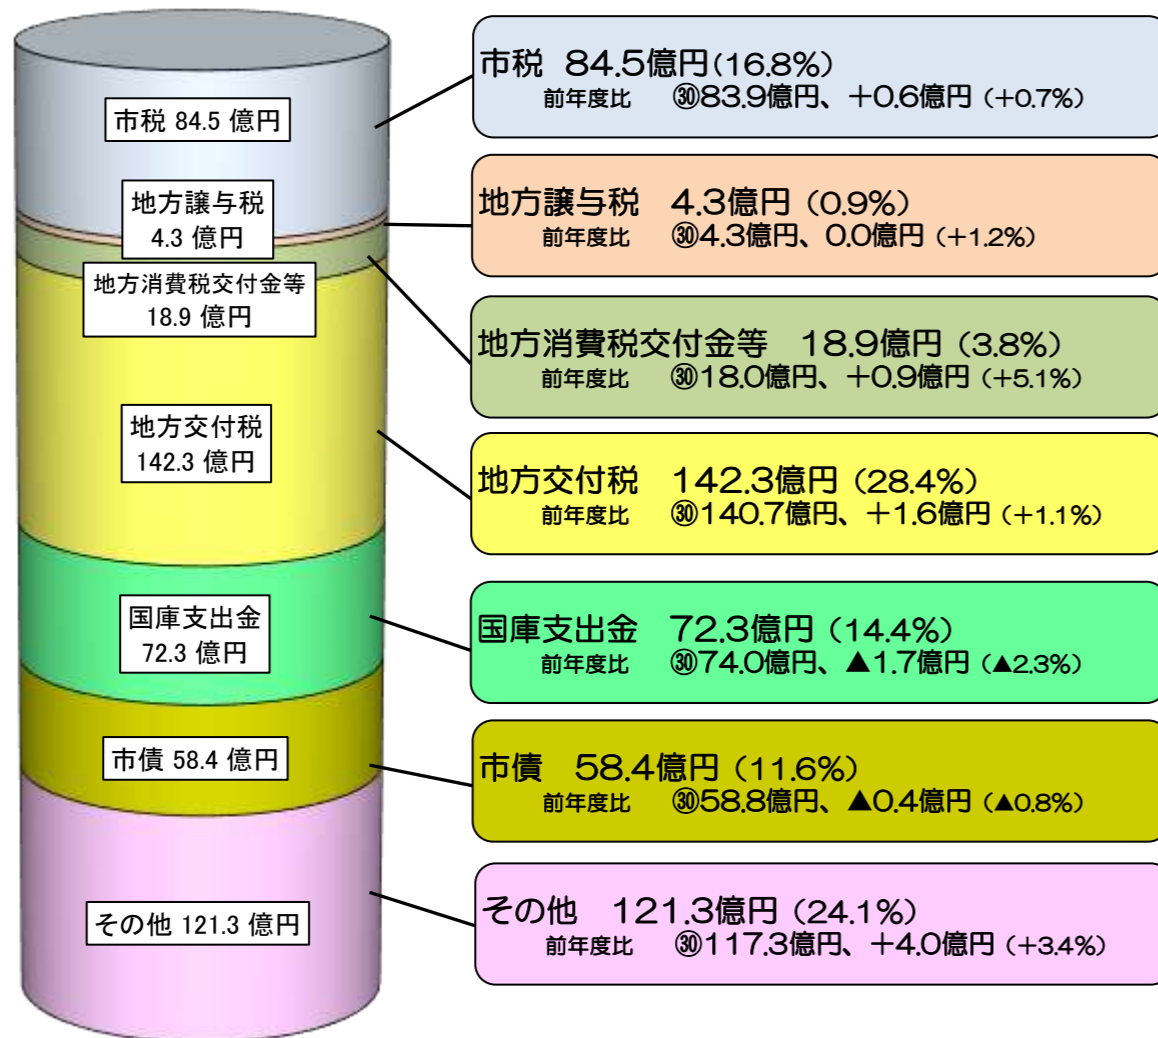 市税 84.5 億円
地方譲与税
4.3 億円
地方消費税交付金等
18.9 億円
地方交付税
142.3 億円
国庫支出金
72.3 億円
市債 58.4 億円
その他 121.3 億円
市税 84.5億円(16.8%)
前年度比 ㉚83.9億円、+0.6億円(+0.7%)
地方譲与税 4.3億円(0.9%)
前年度比 ㉚4.3億円、0.0億円(+1.2%)
地方消費税交付金等 18.9億円(3.8%)
前年度比 ㉚18.0億円、+0.9億円(+5.1%)
地方交付税 142.3億円(28.4%)
前年度比 ㉚140.7億円、+1.6億円(+1.1%)
国庫支出金 72.3億円(14.4%)
前年度比 ㉚74.0億円、▲1.7億円(▲2.3%)
市債 58.4億円(11.6%)
前年度比 ㉚58.8億円、▲0.4億円(▲0.8%)
その他 121.3億円(24.1%)
前年度比 ㉚117.3億円、+4.0億円(+3.4%)